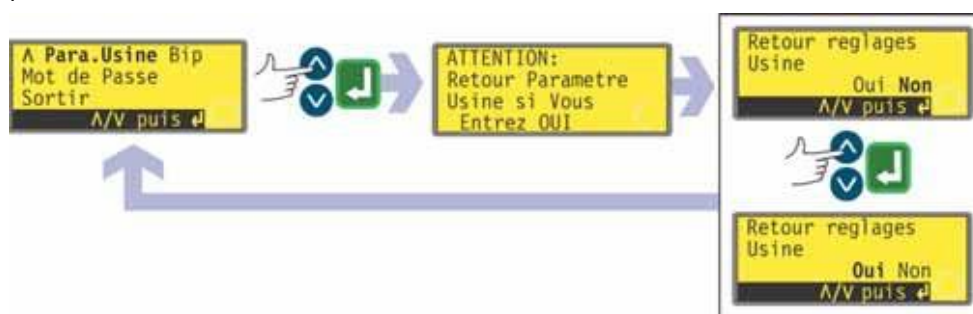 Λ Para.Usine Bip
Mot de Passe
Sortir
Λ/V puis ↲
ATTENTION:
Retour Parametre
Usine si Vous
Entrez OUI
Retour reglages
Usine
Oui Non
Λ/V puis ↲
Retour reglages
Usine
Oui Non
Λ/V puis ↲